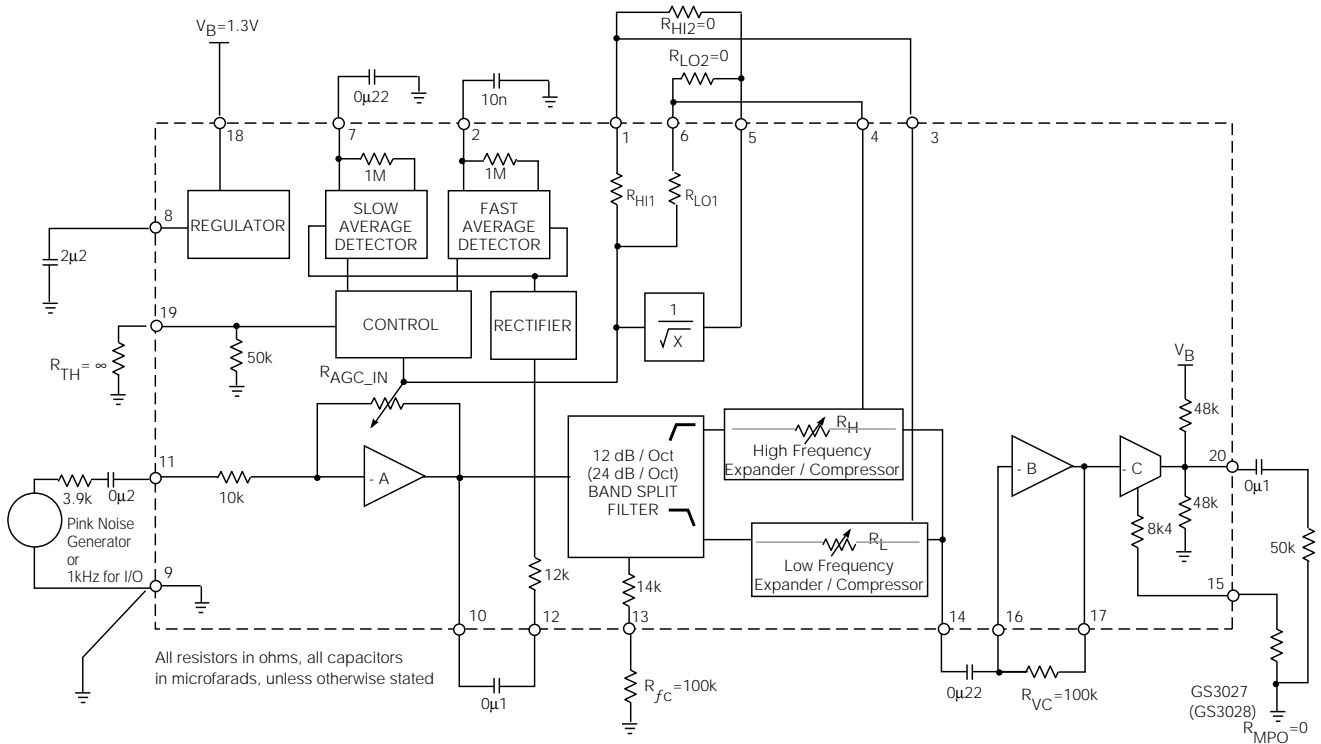 V_B=1.3V
R_HI2=0
R_LO2=0
0µ22
10n
18
7
2
1
6
5
4
3
1M
1M
R_HI1
R_LO1
8
REGULATOR
SLOW
AVERAGE
DETECTOR
FAST
AVERAGE
DETECTOR
2µ2
19
CONTROL
RECTIFIER
1
√X
R_TH= ∞
50k
R_AGC_IN
V_B
48k
R_H
High Frequency
Expander / Compressor
12 dB / Oct
(24 dB / Oct)
BAND SPLIT
FILTER
11
3.9k
0µ2
10k
- A
- B
- C
20
0µ1
48k
8k4
50k
Pink Noise
Generator
or
1kHz for I/O
9
R_L
Low Frequency
Expander / Compressor
12k
14k
15
10
12
13
14
16
17
All resistors in ohms, all capacitors
in microfarads, unless otherwise stated
0µ1
R_fc=100k
0µ22
R_VC=100k
GS3027
(GS3028)
R_MPO=0